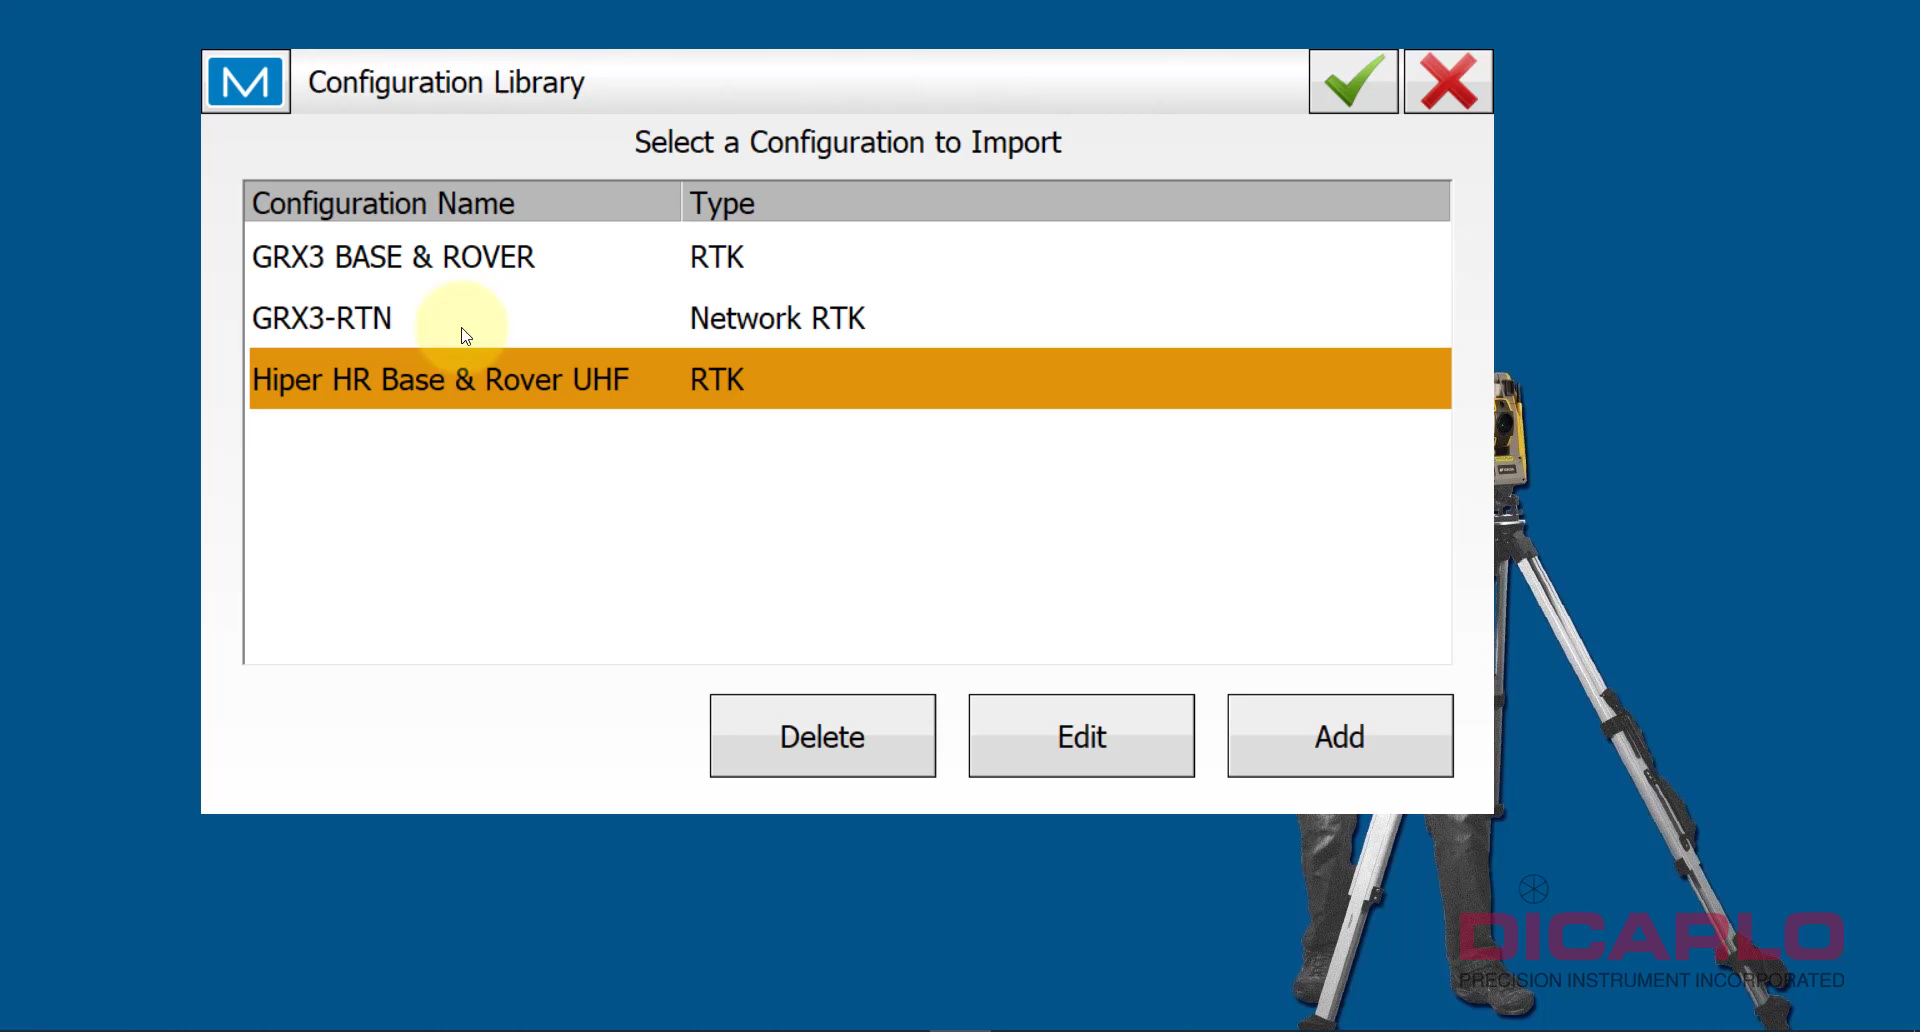 M Configuration Library
Select a Configuration to Import
Configuration Name Type
GRX3 BASE & ROVER RTK
GRX3-RTN Network RTK
Hiper HR Base & Rover UHF RTK
Delete Edit Add
DICARLO
PRECISION INSTRUMENT INCORPORATED